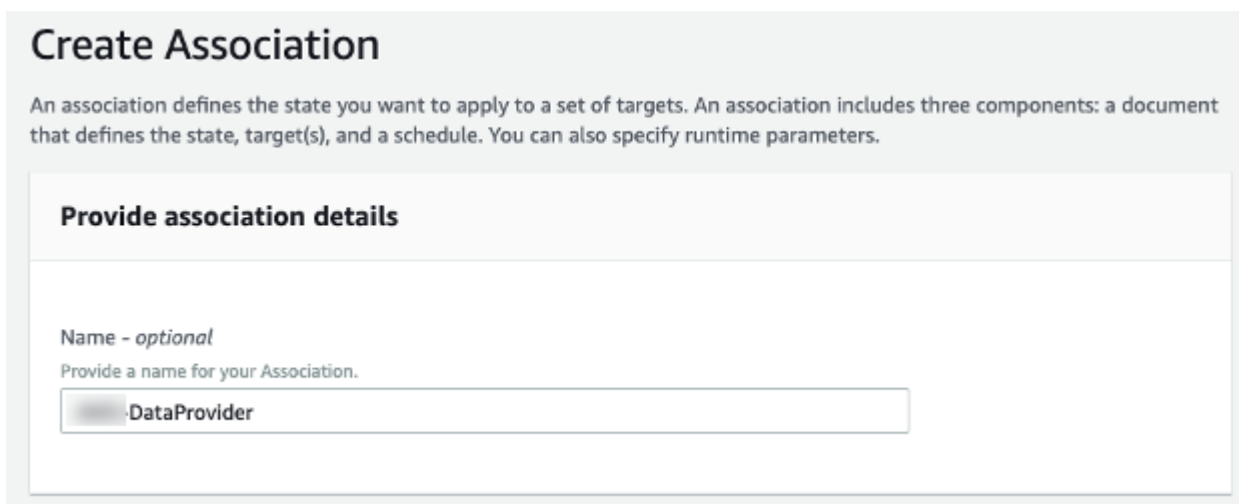 Create Association
An association defines the state you want to apply to a set of targets. An association includes three components: a document
that defines the state, target(s), and a schedule. You can also specify runtime parameters.
Provide association details
Name - optional
Provide a name for your Association.
-DataProvider